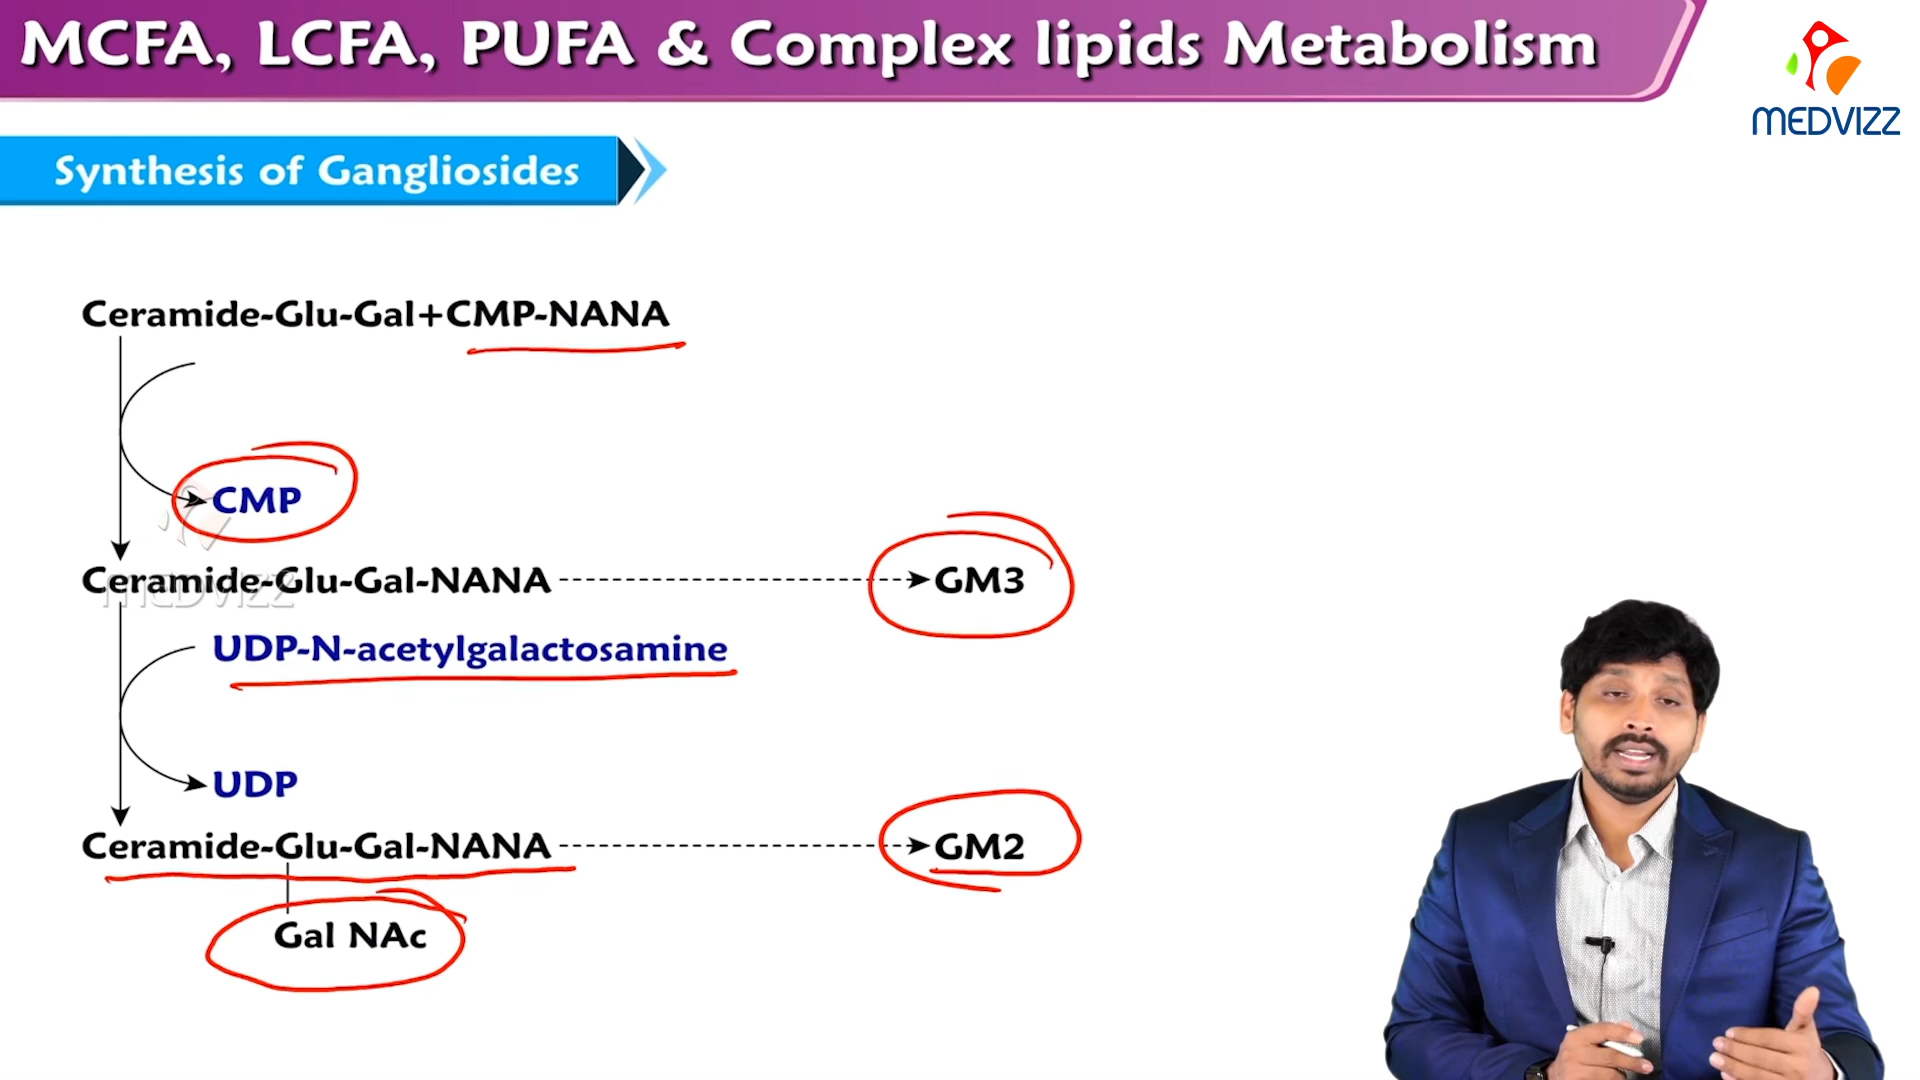 MCFA, LCFA, PUFA & Complex lipids Metabolism
MEDVIZZ
Synthesis of Gangliosides
Ceramide-Glu-Gal+CMP-NANA
CMP
Ceramide-Glu-Gal-NANA
GM3
MEDVIZZ
UDP-N-acetylgalactosamine
UDP
Ceramide-Glu-Gal-NANA
GM2
Gal NAc